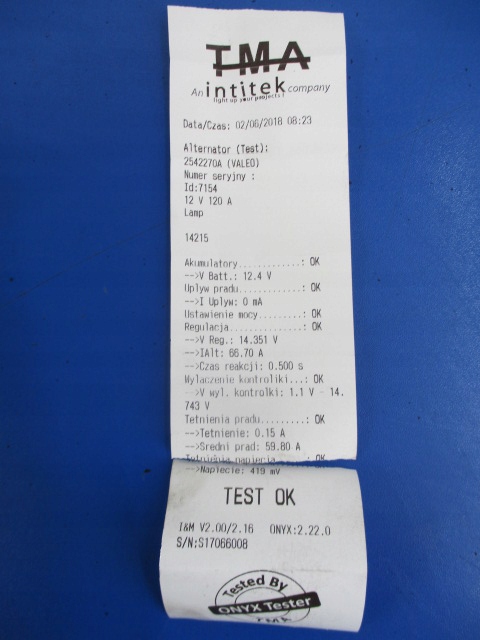 TMA
An intitek company
light up your projects!
Data/Czas: 02/06/2018 08:23
Alternator (Test):
2542270A (VALEO)
Numer seryjny :
Id:7154
12 V 120 A
Lamp
14215
Akumulatory............: OK
-->V Batt.: 12.4 V
Uplyw pradu............: OK
-->I Uplyw: 0 mA
Ustawienie mocy........: OK
Regulacja..............: OK
-->V Reg.: 14.351 V
-->IAlt: 66.70 A
-->Czas reakcji: 0.500 s
Wylaczenie kontrolki...: OK
-->V wyl. kontrolki: 1.1 V - 14.
743 V
Tetnienia pradu........: OK
-->Tetnienie: 0.15 A
-->Sredni prad: 59.80 A
Tetnienia napiecia.....: OK
-->Napiecie: 419 mV
TEST OK
I&M V2.00/2.16 ONYX:2.22.0
S/N:S17066008
Tested By
ONYX Tester
TMA